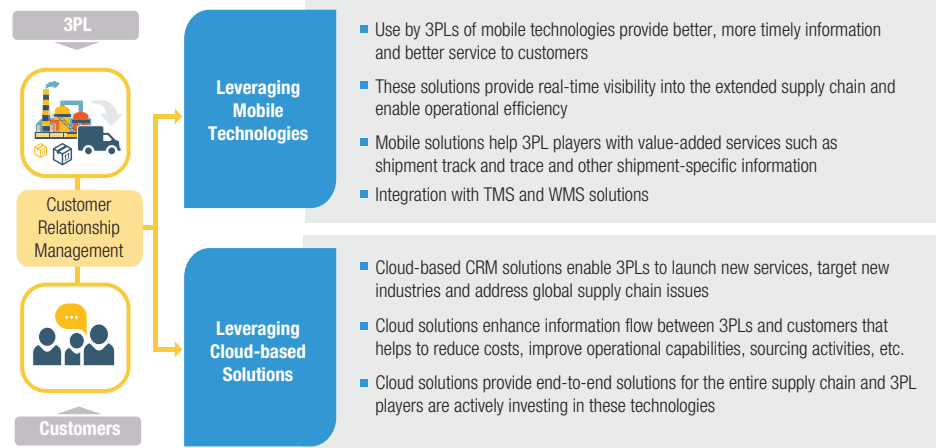 3PL
Customer
Relationship
Management
Customers
Leveraging
Mobile
Technologies
Use by 3PLs of mobile technologies provide better, more timely information
and better service to customers
These solutions provide real-time visibility into the extended supply chain and
enable operational efficiency
Mobile solutions help 3PL players with value-added services such as
shipment track and trace and other shipment-specific information
Integration with TMS and WMS solutions
Leveraging
Cloud-based
Solutions
Cloud-based CRM solutions enable 3PLs to launch new services, target new
industries and address global supply chain issues
Cloud solutions enhance information flow between 3PLs and customers that
helps to reduce costs, improve operational capabilities, sourcing activities, etc.
Cloud solutions provide end-to-end solutions for the entire supply chain and 3PL
players are actively investing in these technologies